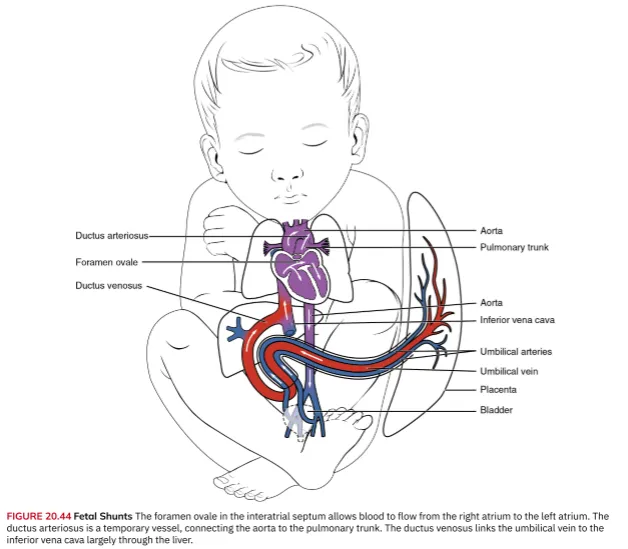 Ductus arteriosus
Foramen ovale
Ductus venosus
Aorta
Pulmonary trunk
Aorta
Inferior vena cava
Umbilical arteries
Umbilical vein
Placenta
Bladder
FIGURE 20.44 Fetal Shunts The foramen ovale in the interatrial septum allows blood to flow from the right atrium to the left atrium. The
ductus arteriosus is a temporary vessel, connecting the aorta to the pulmonary trunk. The ductus venosus links the umbilical vein to the
inferior vena cava largely through the liver.